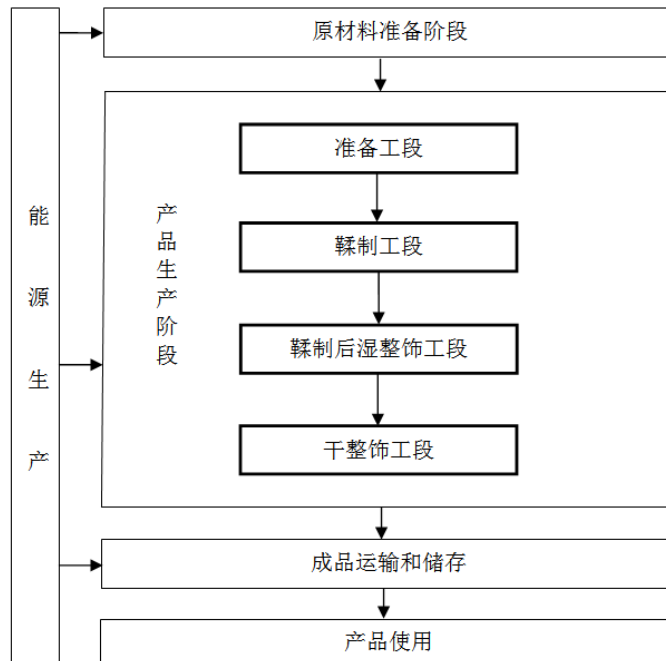 原材料准备阶段
准备工段
鞣制工段
鞣制后湿整饰工段
干整饰工段
产品生产阶段
能源生产
成品运输和储存
产品使用